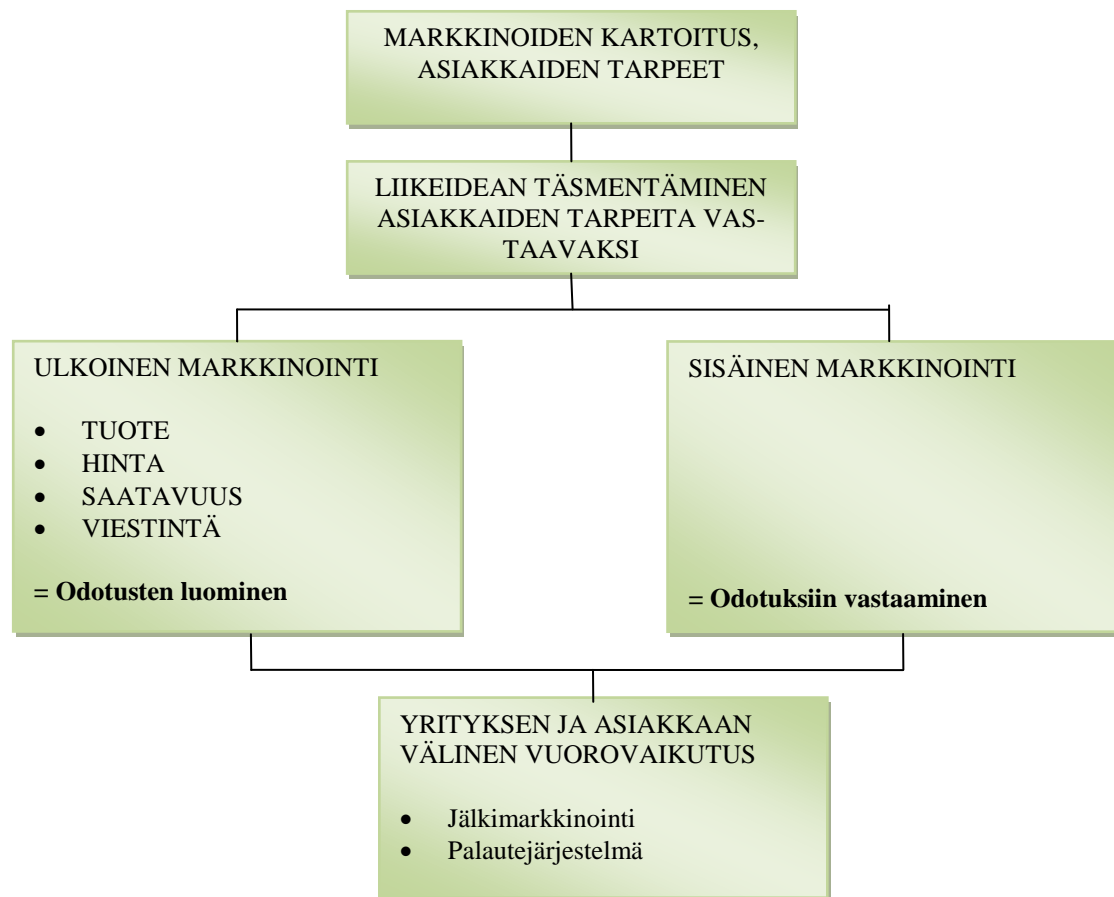 MARKKINOIDEN KARTOITUS,
ASIAKKAIDEN TARPEET
LIIKEIDEAN TÄSMENTÄMINEN
ASIAKKAIDEN TARPEITA VAS-
TAAVAKSI
ULKOINEN MARKKINOINTI
• TUOTE
• HINTA
• SAATAVUUS
• VIESTINTÄ
= Odotusten luominen
SISÄINEN MARKKINOINTI
= Odotuksiin vastaaminen
YRITYKSEN JA ASIAKKAAN
VÄLINEN VUOROVAIKUTUS
• Jälkimarkkinointi
• Palautejärjestelmä